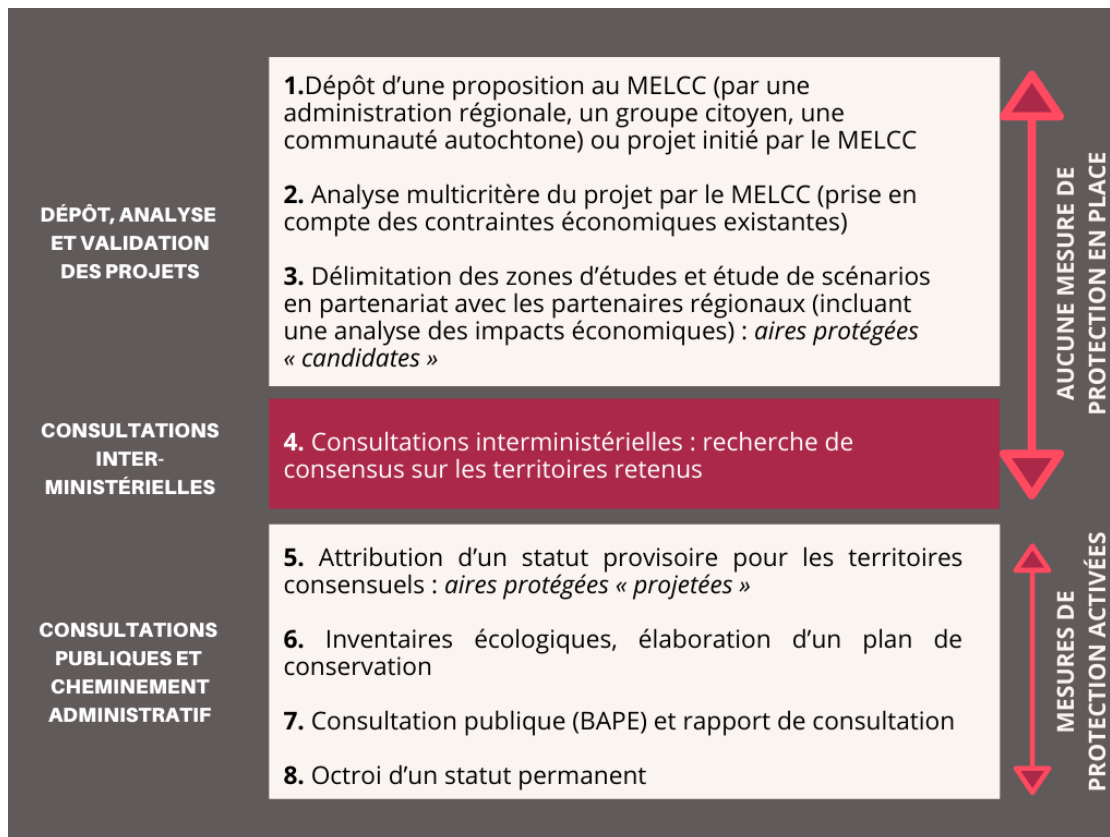 DÉPÔT, ANALYSE
ET VALIDATION
DES PROJETS
1.Dépôt d’une proposition au MELCC (par une
administration régionale, un groupe citoyen, une
communauté autochtone) ou projet initié par le MELCC
2. Analyse multicritère du projet par le MELCC (prise en
compte des contraintes économiques existantes)
3. Délimitation des zones d’études et étude de scénarios
en partenariat avec les partenaires régionaux (incluant
une analyse des impacts économiques) : aires protégées
« candidates »
CONSULTATIONS
INTER-
MINISTÉRIELLES
4. Consultations interministérielles : recherche de
consensus sur les territoires retenus
AUCUNE MESURE DE
PROTECTION EN PLACE
CONSULTATIONS
PUBLIQUES ET
CHEMINEMENT
ADMINISTRATIF
5. Attribution d’un statut provisoire pour les territoires
consensuels : aires protégées « projetées »
6. Inventaires écologiques, élaboration d’un plan de
conservation
7. Consultation publique (BAPE) et rapport de consultation
8. Octroi d’un statut permanent
MESURES DE
PROTECTION ACTIVÉES